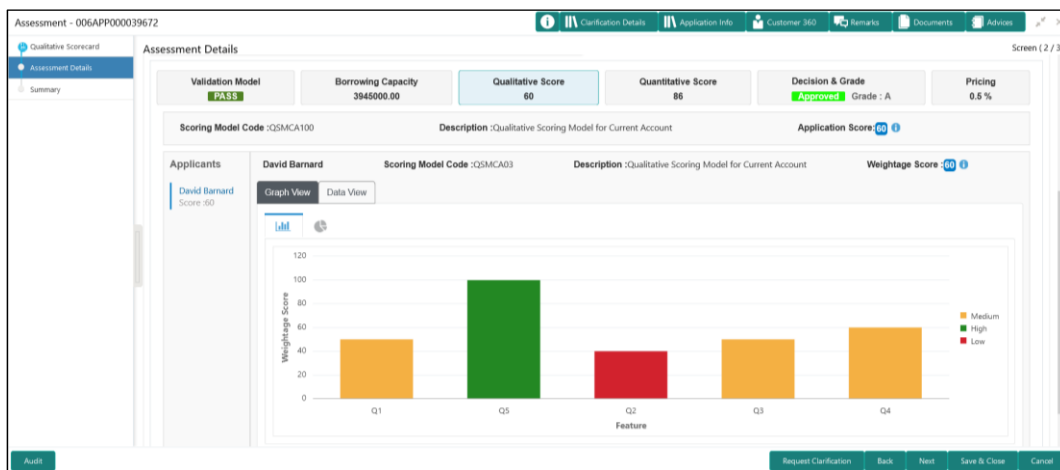 Assessment - 006APP000039672
Clarification Details
Application Info
Customer 360
Remarks
Documents
Advices
Qualitative Scorecard
Assessment Details
Summary
Assessment Details
Screen ( 2 / 3
Validation Model
PASS
Borrowing Capacity
3945000.00
Qualitative Score
60
Quantitative Score
86
Decision & Grade
Approved Grade : A
Pricing
0.5 %
Scoring Model Code :QSMCA100 Description :Qualitative Scoring Model for Current Account Application Score:60
Applicants
David Barnard
Score :60
David Barnard Scoring Model Code :QSMCA03 Description :Qualitative Scoring Model for Current Account Weightage Score :60
Graph View Data View
120
100
80
60
40
20
0
Weightage Score
Q1 Q5 Q2 Q3 Q4
Feature
Medium
High
Low
Audit Request Clarification Back Next Save & Close Cancel